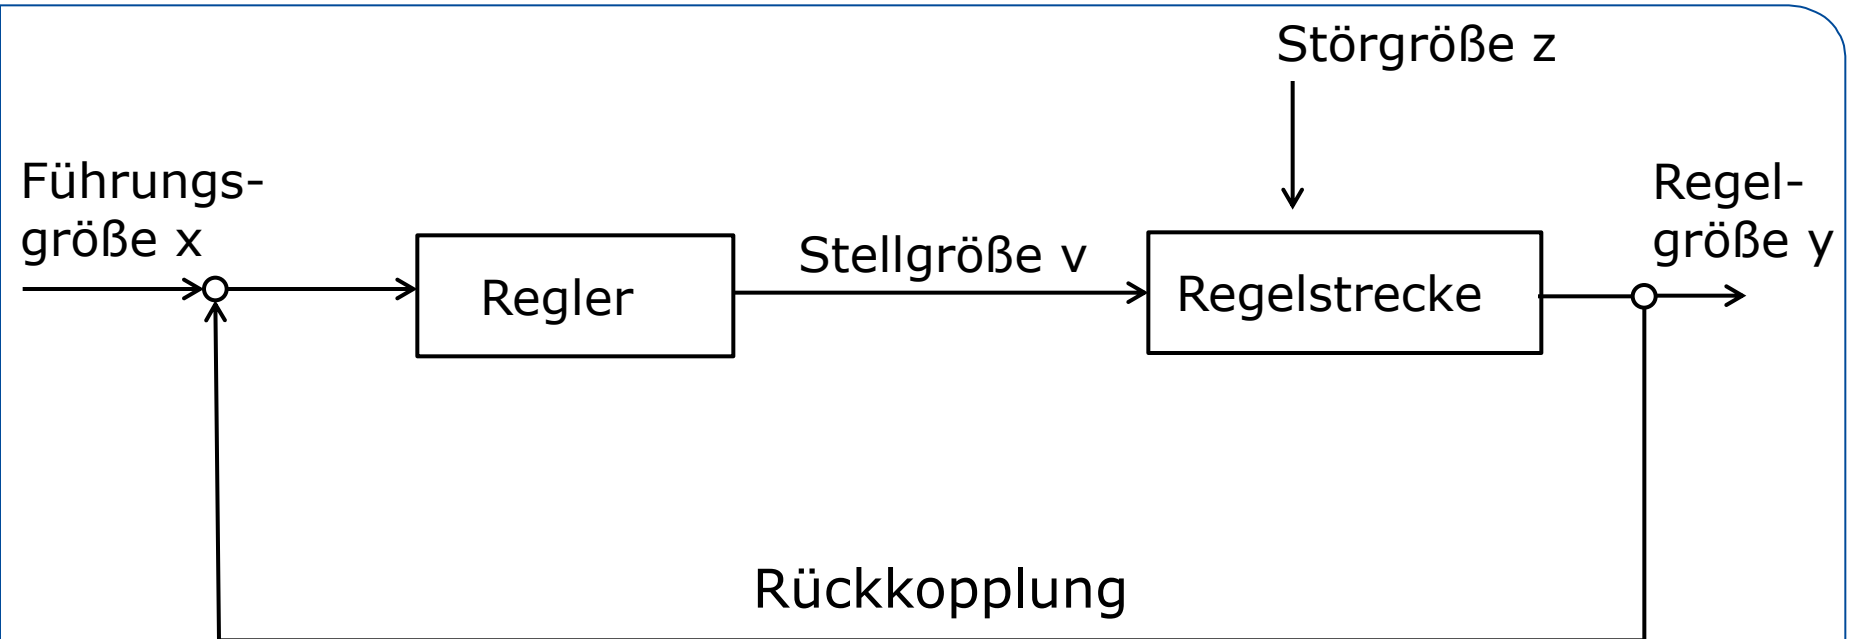 Störgröße z
Führungs-
größe x
Regel-
größe y
Stellgröße v
Regler
Regelstrecke
Rückkopplung